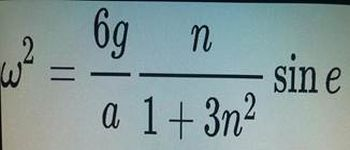 ω² = 6g/a n/(1 + 3n²) sin e